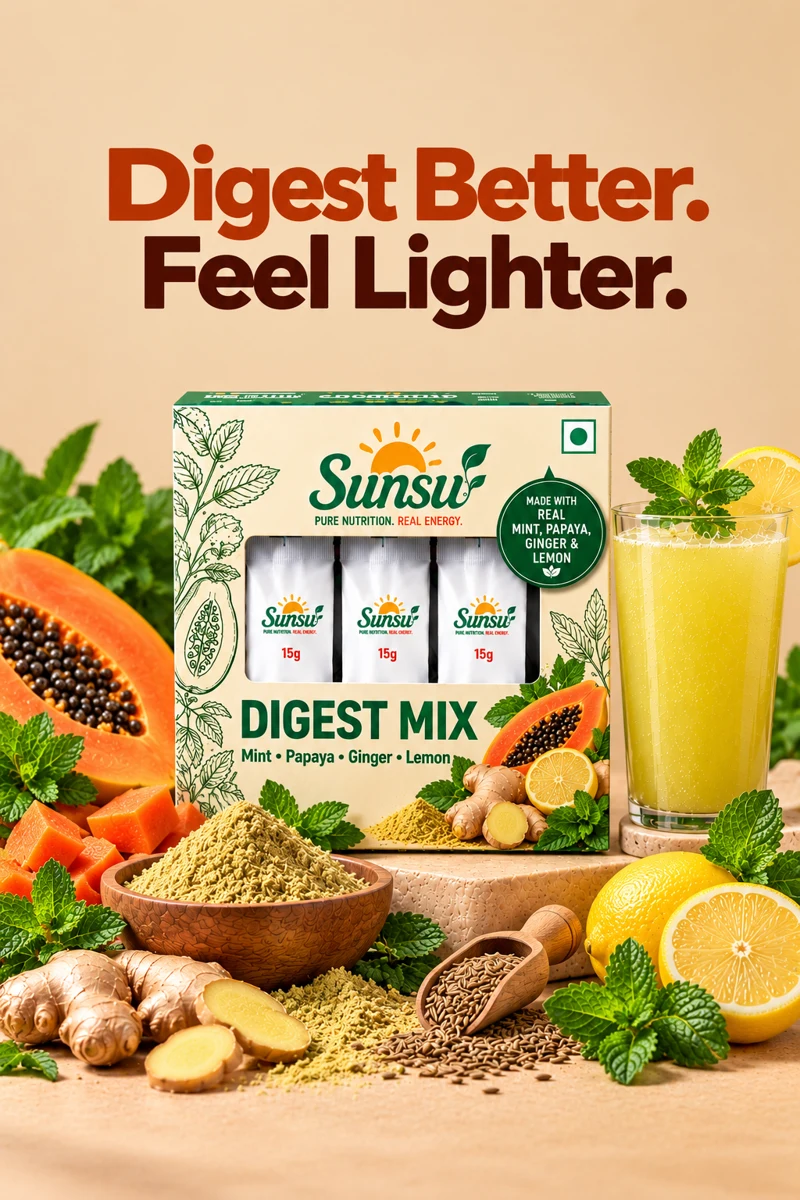 Digest Better.
Feel Lighter.
Sunsu
PURE NUTRITION. REAL ENERGY.
MADE WITH
REAL
MINT, PAPAYA,
GINGER &
LEMON
Sunsu
PURE NUTRITION. REAL ENERGY.
15g
Sunsu
PURE NUTRITION. REAL ENERGY.
15g
Sunsu
PURE NUTRITION. REAL ENERGY.
15g
DIGEST MIX
Mint • Papaya • Ginger • Lemon